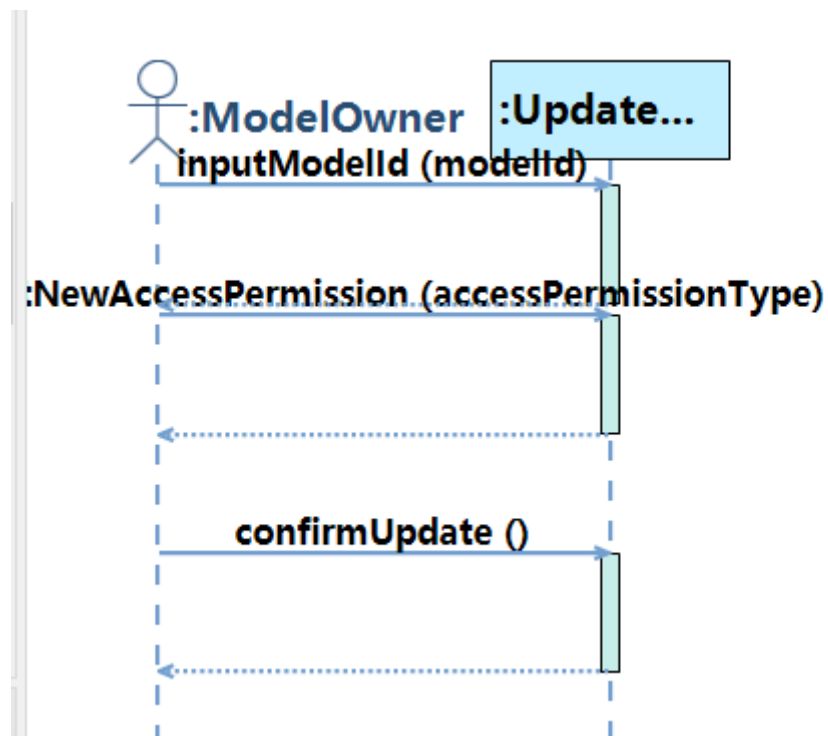 :ModelOwner
:Update...
inputModelId (modelId)
:NewAccessPermission (accessPermissionType)
confirmUpdate ()